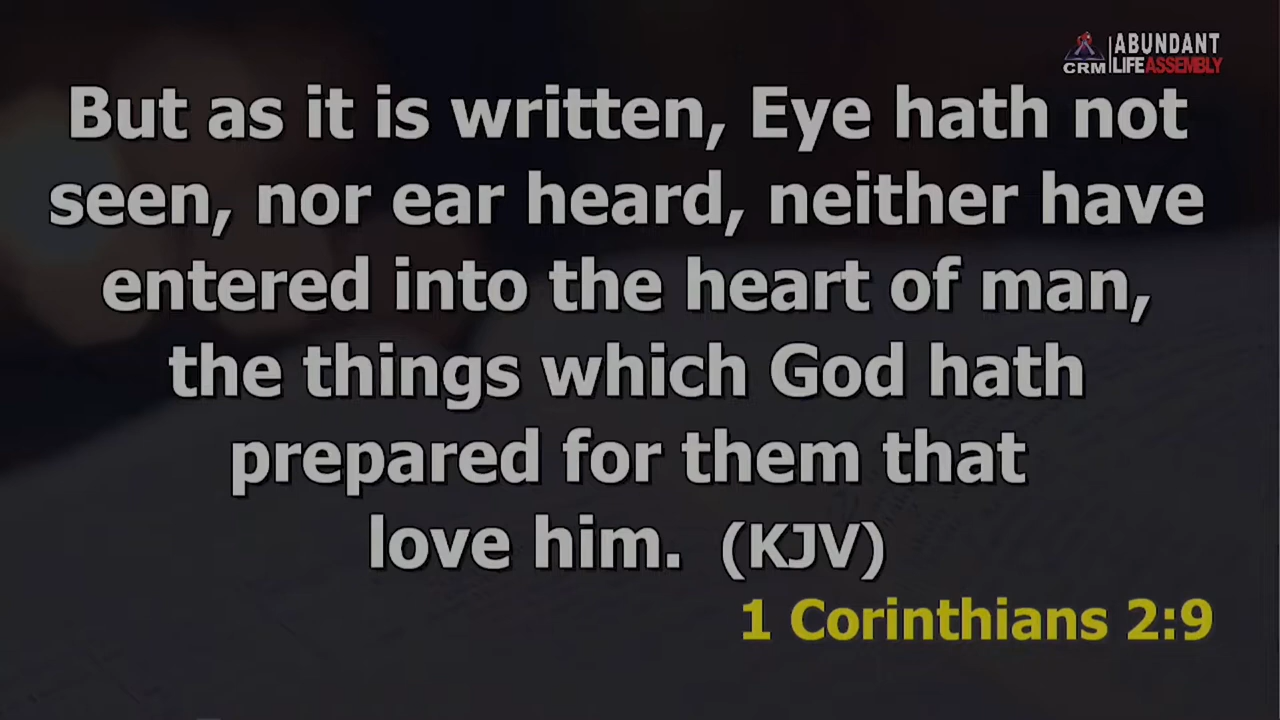 CRM
ABUNDANT
LIFE ASSEMBLY
But as it is written, Eye hath not
seen, nor ear heard, neither have
entered into the heart of man,
the things which God hath
prepared for them that
love him. (KJV)
1 Corinthians 2:9